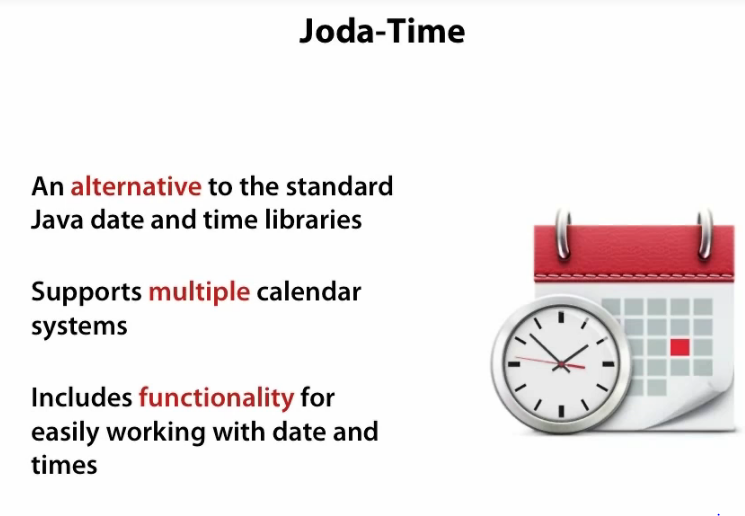 Joda-Time
An alternative to the standard
Java date and time libraries
Supports multiple calendar
systems
Includes functionality for
easily working with date and
times